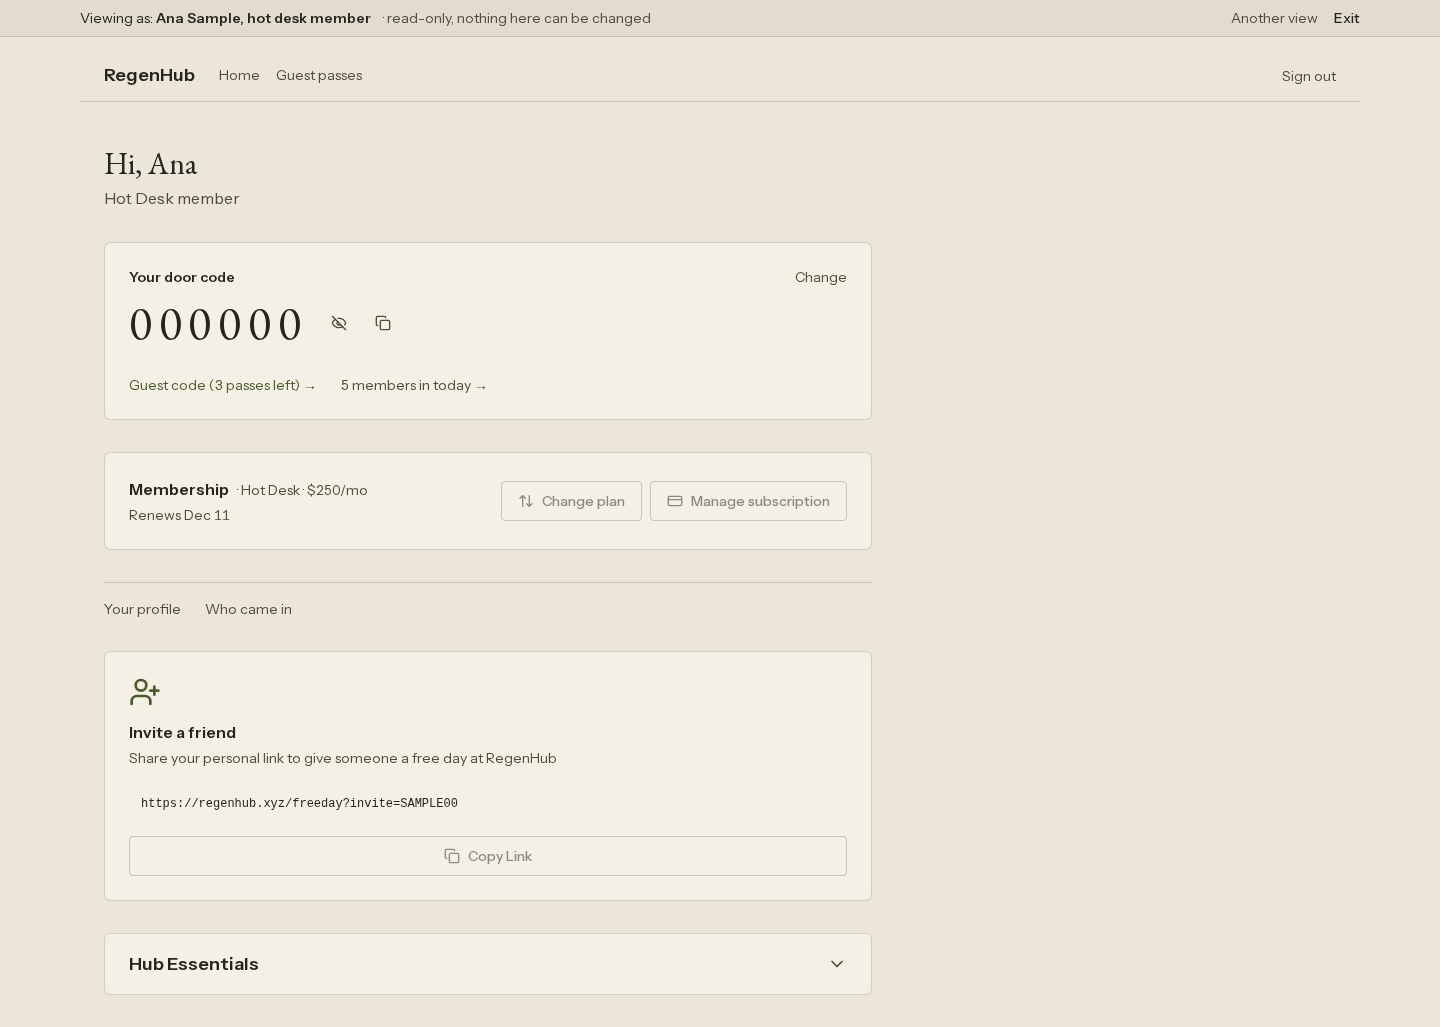 Viewing as: Ana Sample, hot desk member · read-only, nothing here can be changed
Another view Exit
RegenHub Home Guest passes Sign out
Hi, Ana
Hot Desk member
Your door code
Change
000000
Guest code (3 passes left) → 5 members in today →
Membership · Hot Desk · $250/mo
Renews Dec 11
Change plan
Manage subscription
Your profile Who came in
Invite a friend
Share your personal link to give someone a free day at RegenHub
https://regenhub.xyz/freeday?invite=SAMPLE00
Copy Link
Hub Essentials